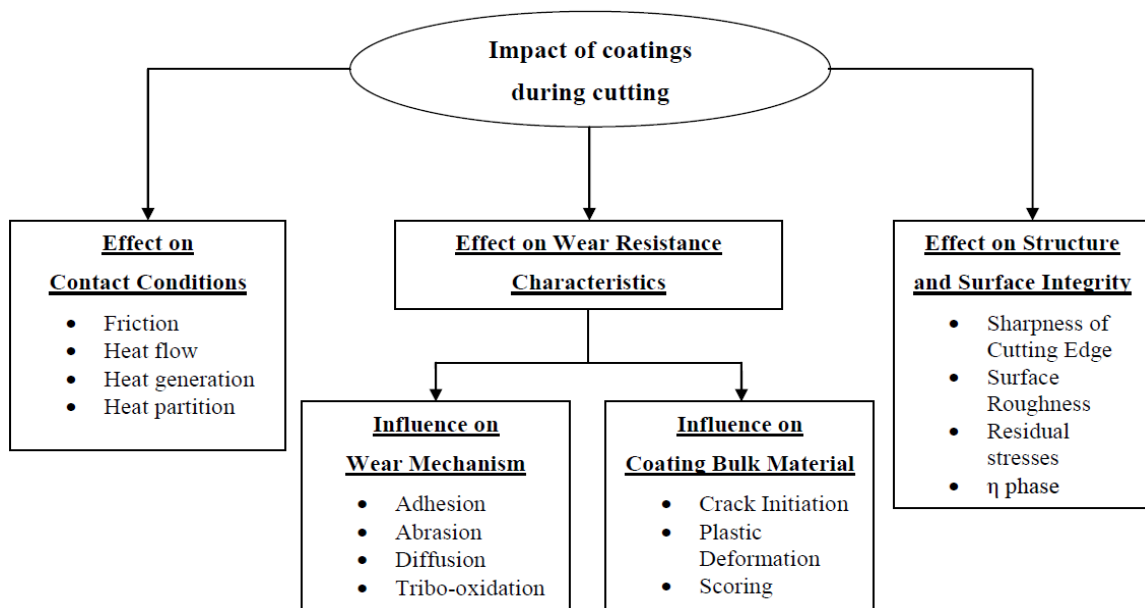 Impact of coatings
during cutting
Effect on
Contact Conditions
• Friction
• Heat flow
• Heat generation
• Heat partition
Effect on Wear Resistance
Characteristics
Influence on
Wear Mechanism
• Adhesion
• Abrasion
• Diffusion
• Tribo-oxidation
Influence on
Coating Bulk Material
• Crack Initiation
• Plastic
Deformation
• Scoring
Effect on Structure
and Surface Integrity
• Sharpness of
Cutting Edge
• Surface
Roughness
• Residual
stresses
• η phase